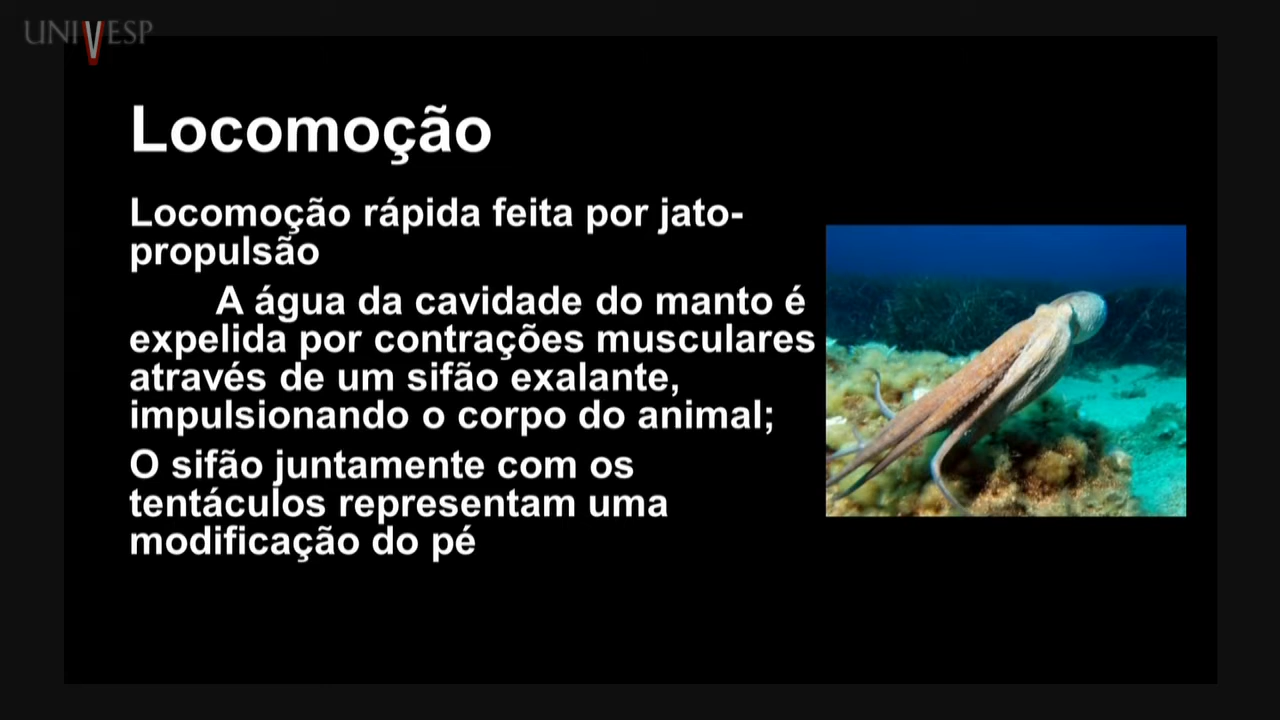 UNIVESP
Locomoção
Locomoção rápida feita por jato-
propulsão
A água da cavidade do manto é
expelida por contrações musculares
através de um sifão exalante,
impulsionando o corpo do animal;
O sifão juntamente com os
tentáculos representam uma
modificação do pé